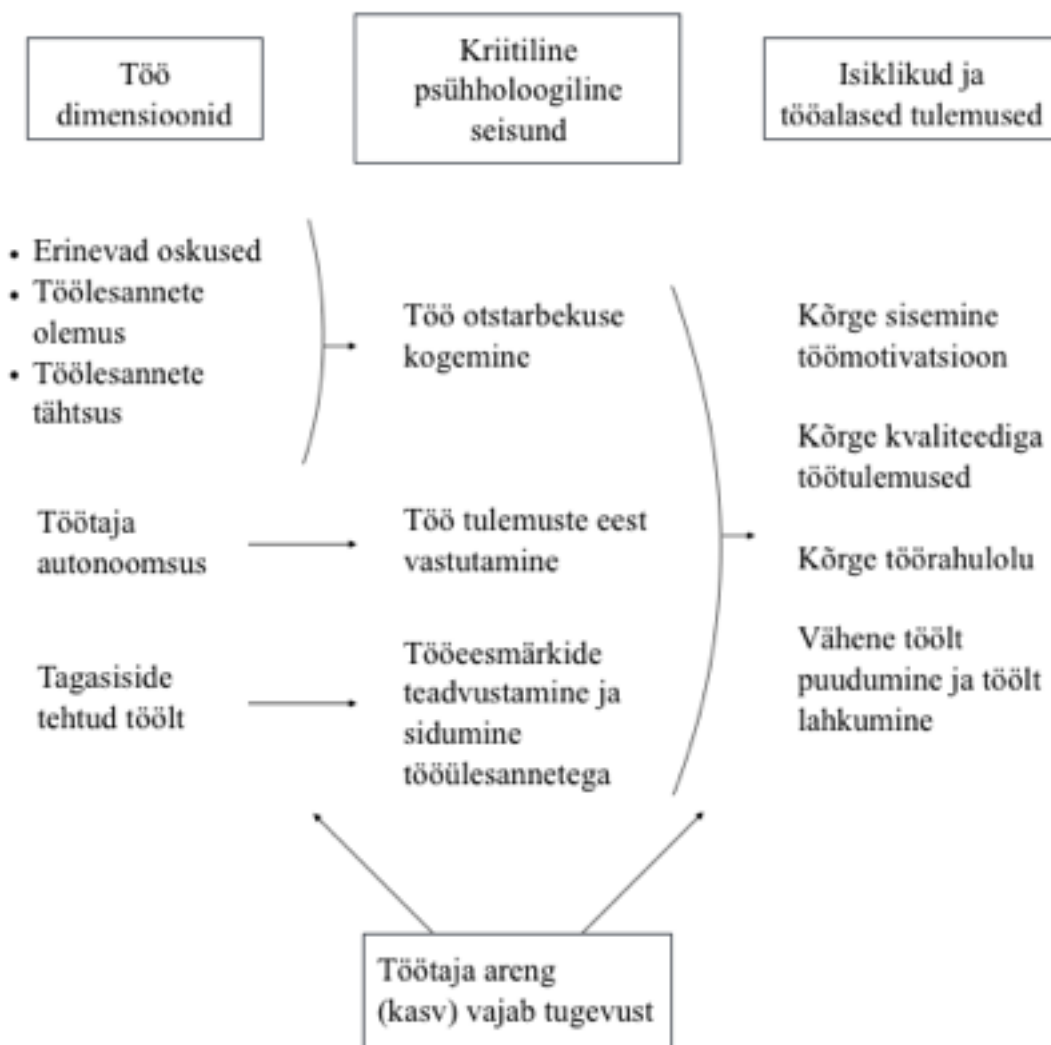 Töö
dimensioonid
Kriitiline
psühholoogiline
seisund
Isiklikud ja
tööalased tulemused
• Erinevad oskused
• Töölesannete
olemus
• Töölesannete
tähtsus
Töö otstarbekuse
kogemine
Kõrge sisemine
töömotivatsioon
Kõrge kvaliteediga
töötulemused
Töötaja
autonoomsus
Töö tulemuste eest
vastutamine
Kõrge töörahulolu
Tagasiside
tehtud töölt
Tööeesmärkide
teadvustamine ja
sidumine
tööülesannetega
Vähene töölt
puudumine ja töölt
lahkumine
Töötaja areng
(kasv) vajab tugevust